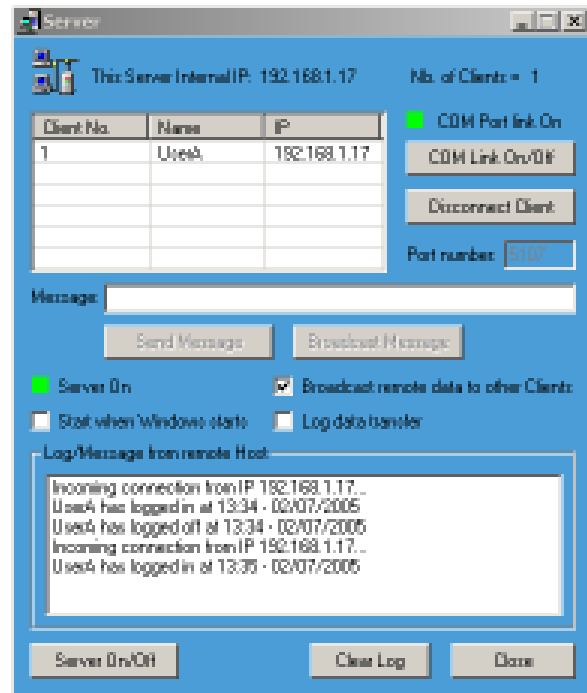 Server
This Server Internal IP: 192.168.1.17
No. of Clients = 1
Client No. Name IP
1 UserA 192.168.1.17
COM Port link On
COM Link On/Off
Disconnect Client
Port number
Message:
Send Message Broadcast Message
Server On
Broadcast remote data to other Clients
Start when Windows starts
Log data transfer
Log/Message from remote Host
Incoming connection from IP 192.168.1.17...
UserA has logged in at 13:34 - 02/07/2005
UserA has logged off at 13:34 - 02/07/2005
Incoming connection from IP 192.168.1.17...
UserA has logged in at 13:35 - 02/07/2005
Server On/Off Clear Log Close